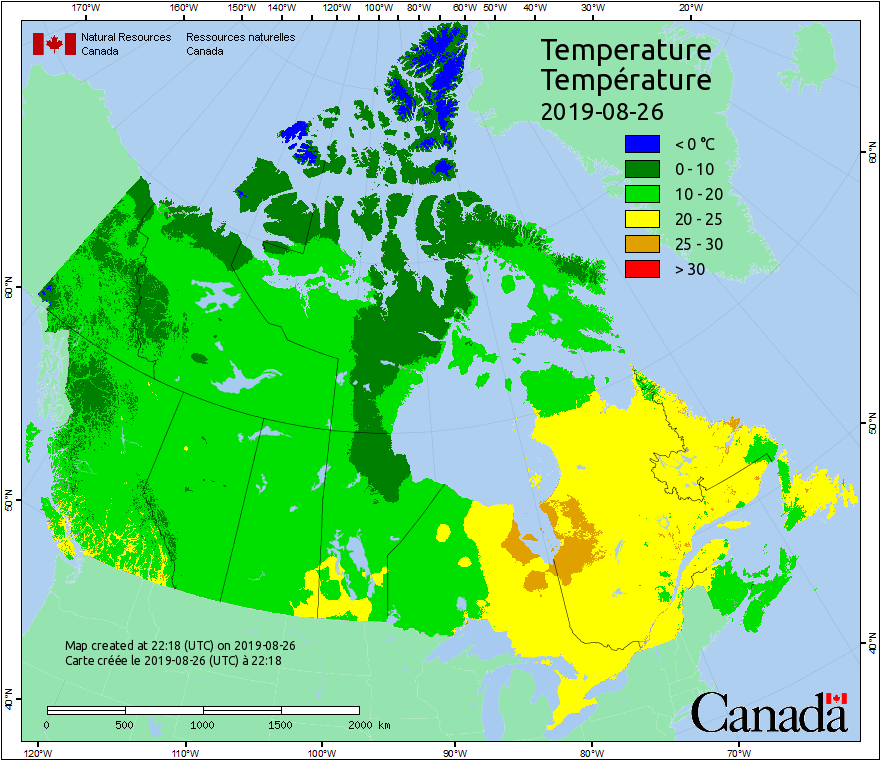 170°W 160°W 150°W 140°W 120°W 100°W 80°W 60°W 50°W 40°W 30°W 20°W
Natural Resources Ressources naturelles
Canada Canada
Temperature
Température
2019-08-26
< 0 °C
0 - 10
10 - 20
20 - 25
25 - 30
> 30
60°N
60°N
50°N
50°N
40°N
40°N
Map created at 22:18 (UTC) on 2019-08-26
Carte créée le 2019-08-26 (UTC) à 22:18
0 500 1000 1500 2000 km
Canada
120°W 110°W 100°W 90°W 80°W 70°W